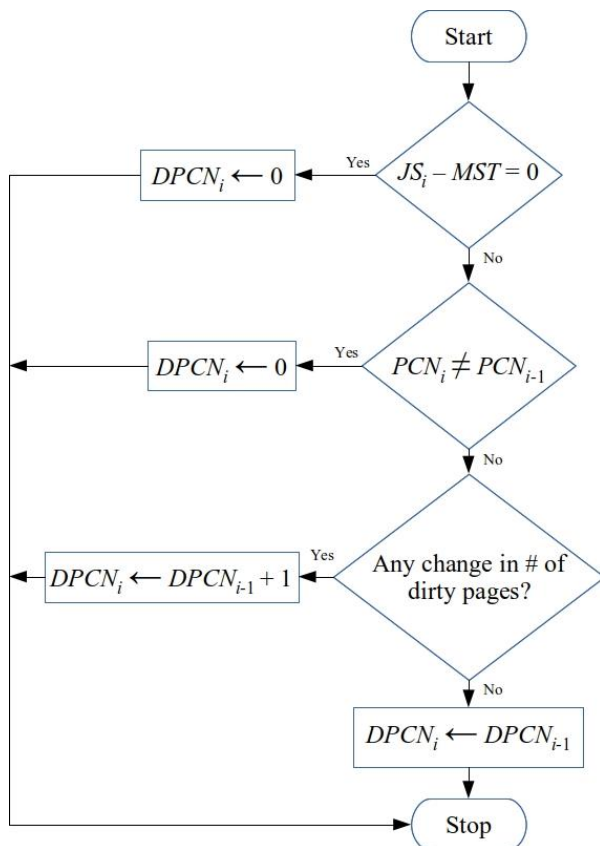 Start
JSᵢ – MST = 0
Yes
DPCNᵢ ← 0
No
PCNᵢ ≠ PCNᵢ₋₁
Yes
DPCNᵢ ← 0
No
Any change in # of
dirty pages?
Yes
DPCNᵢ ← DPCNᵢ₋₁ + 1
No
DPCNᵢ ← DPCNᵢ₋₁
Stop